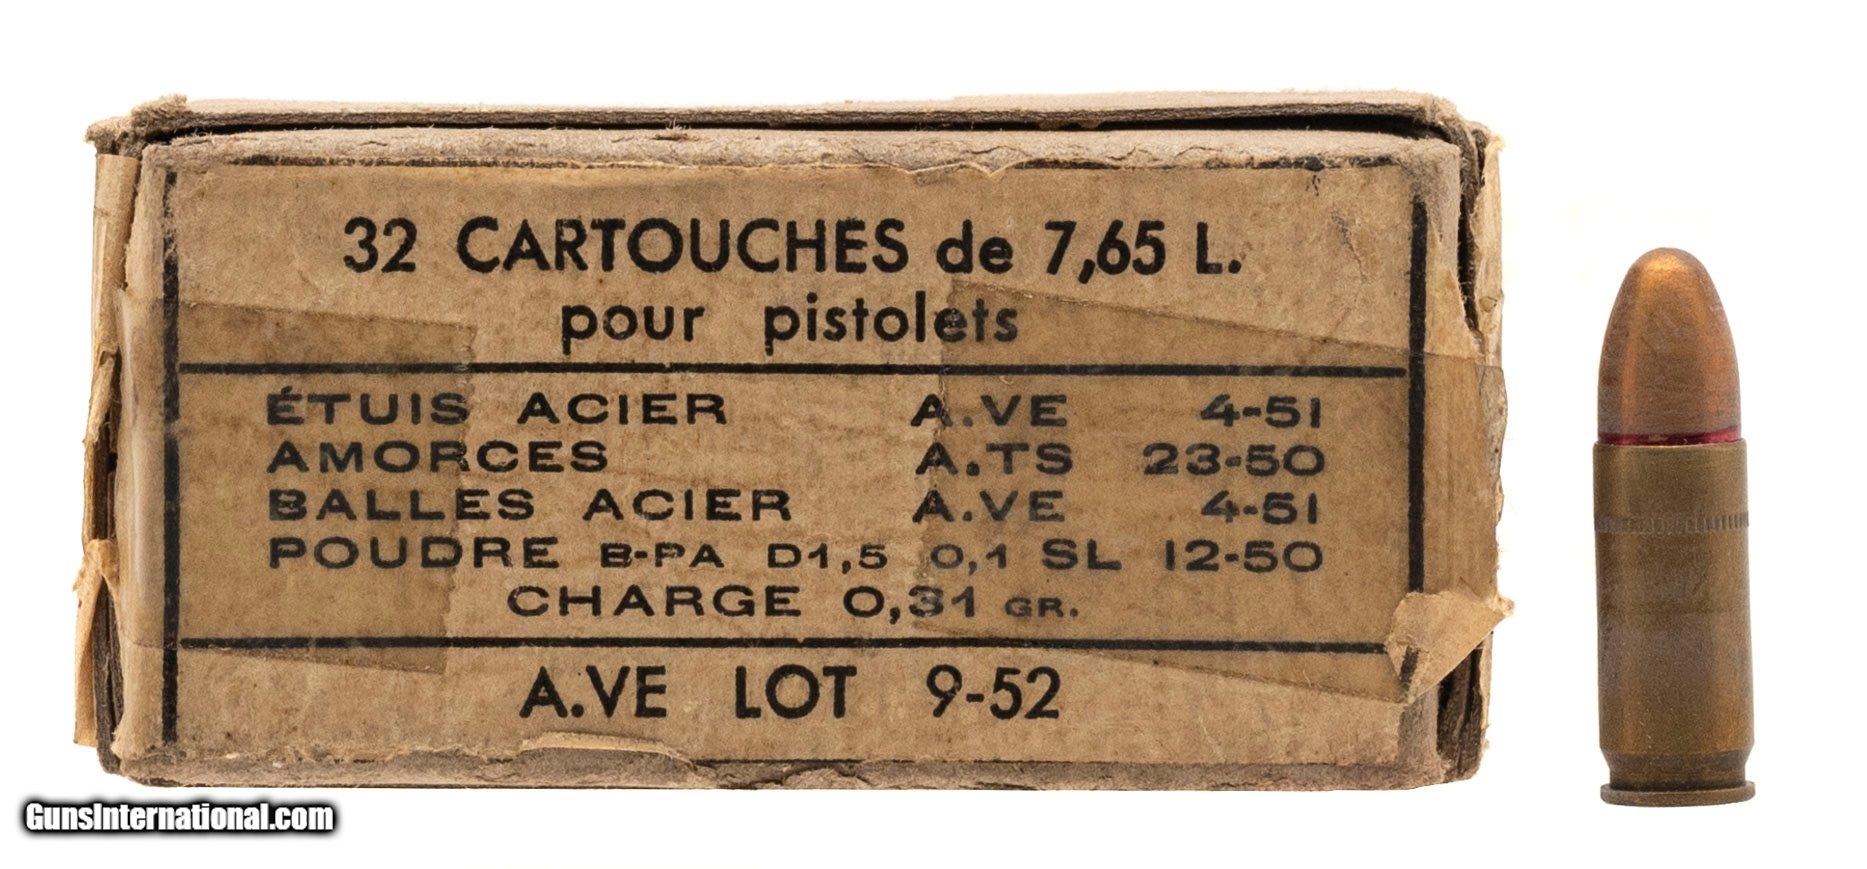 32 CARTOUCHES de 7,65 L.
pour pistolets
ÉTUIS ACIER A.VE 4-51
AMORCES A.TS 23-50
BALLES ACIER A.VE 4-51
POUDRE B-PA D1,5 0,1 SL 12-50
CHARGE 0,31 GR.
A.VE LOT 9-52
GunsInternational.com